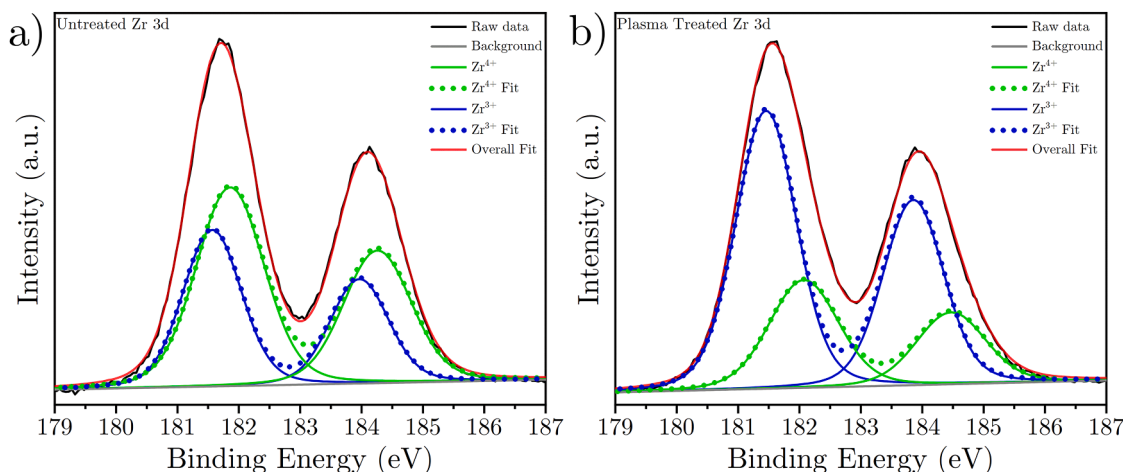 a)
Untreated Zr 3d
Raw data
Background
Zr⁴⁺
Zr⁴⁺ Fit
Zr³⁺
Zr³⁺ Fit
Overall Fit
Intensity (a.u.)
179 180 181 182 183 184 185 186 187
Binding Energy (eV)
b)
Plasma Treated Zr 3d
Raw data
Background
Zr⁴⁺
Zr⁴⁺ Fit
Zr³⁺
Zr³⁺ Fit
Overall Fit
Intensity (a.u.)
179 180 181 182 183 184 185 186 187
Binding Energy (eV)